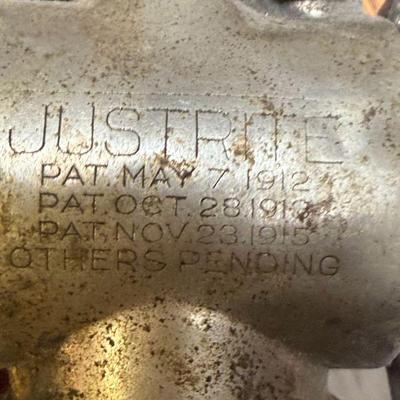 JUSTRITE
PAT. MAY 7 1912
PAT. OCT. 28.1913
PAT. NOV. 23.1915
OTHERS PENDING